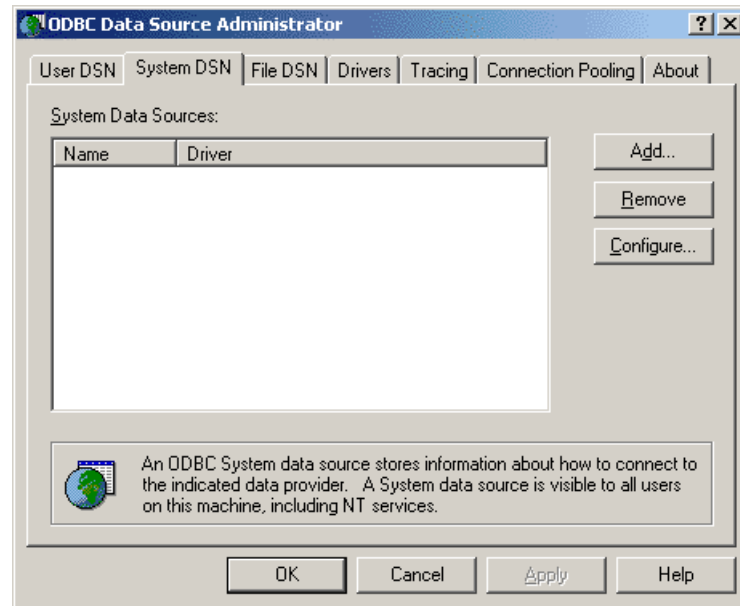 ODBC Data Source Administrator
User DSN System DSN File DSN Drivers Tracing Connection Pooling About
System Data Sources:
Name Driver
Add...
Remove
Configure...
An ODBC System data source stores information about how to connect to
the indicated data provider. A System data source is visible to all users
on this machine, including NT services.
OK Cancel Apply Help